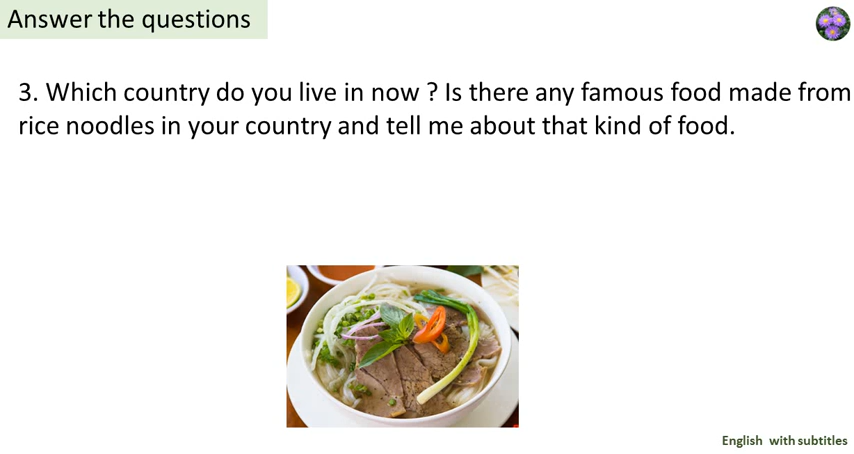 Answer the questions
3. Which country do you live in now ? Is there any famous food made from
rice noodles in your country and tell me about that kind of food.
English with subtitles